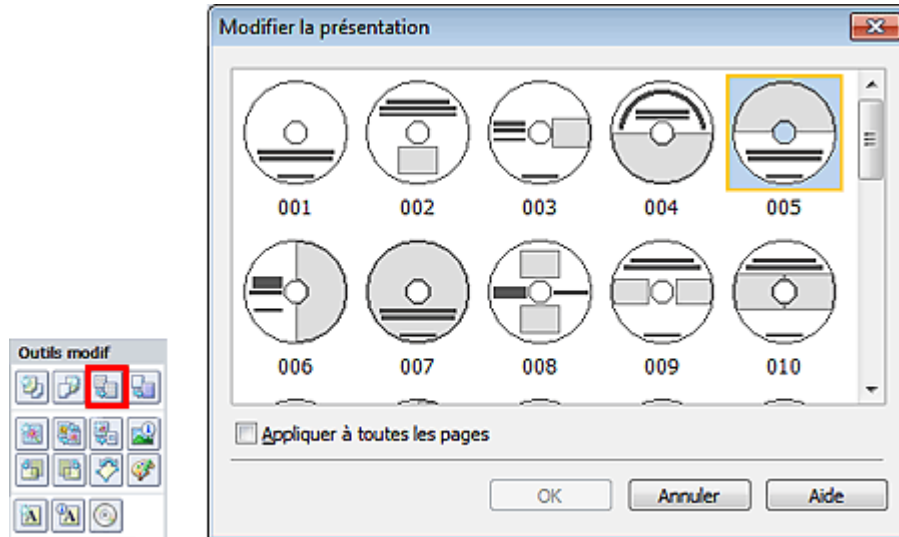 Modifier la présentation
001 002 003 004 005
006 007 008 009 010
Outils modif
Appliquer à toutes les pages
OK Annuler Aide